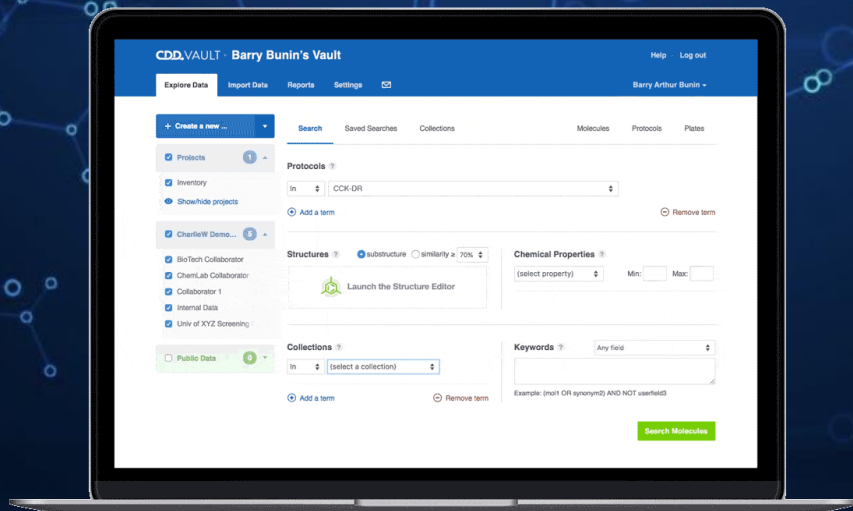 CDD. VAULT · Barry Bunin's Vault
Help
Log out
Explore Data
Import Data
Reports
Settings
Barry Arthur Bunin
+ Create a new ...
Search
Saved Searches
Collections
Molecules
Protocols
Plates
Projects 1
Inventory
Show/hide projects
CharlieW Demo... 5
BioTech Collaborator
ChemLab Collaborator
Collaborator 1
Internal Data
Univ of XYZ Screening
Public Data 0
Protocols ?
In
CCK-DR
Add a term
Remove term
Structures ?
substructure
similarity ≥ 70%
Launch the Structure Editor
Chemical Properties ?
(select property)
Min:
Max:
Collections ?
In
(select a collection)
Add a term
Remove term
Keywords ?
Any field
Example: (mol1 OR synonym2) AND NOT userfield3
Search Molecules